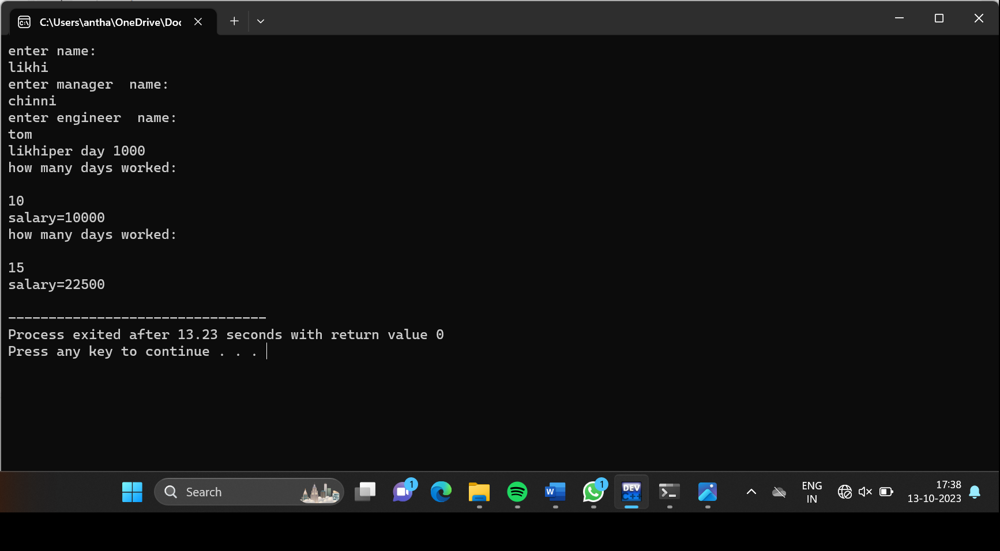 C:\Users\antha\OneDrive\Doc
enter name:
likhi
enter manager  name:
chinni
enter engineer  name:
tom
likhiper day 1000
how many days worked:
10
salary=10000
how many days worked:
15
salary=22500
--------------------------------
Process exited after 13.23 seconds with return value 0
Press any key to continue . . .
Search
1
W
1
DEV
C++
ENG
IN
17:38
13-10-2023